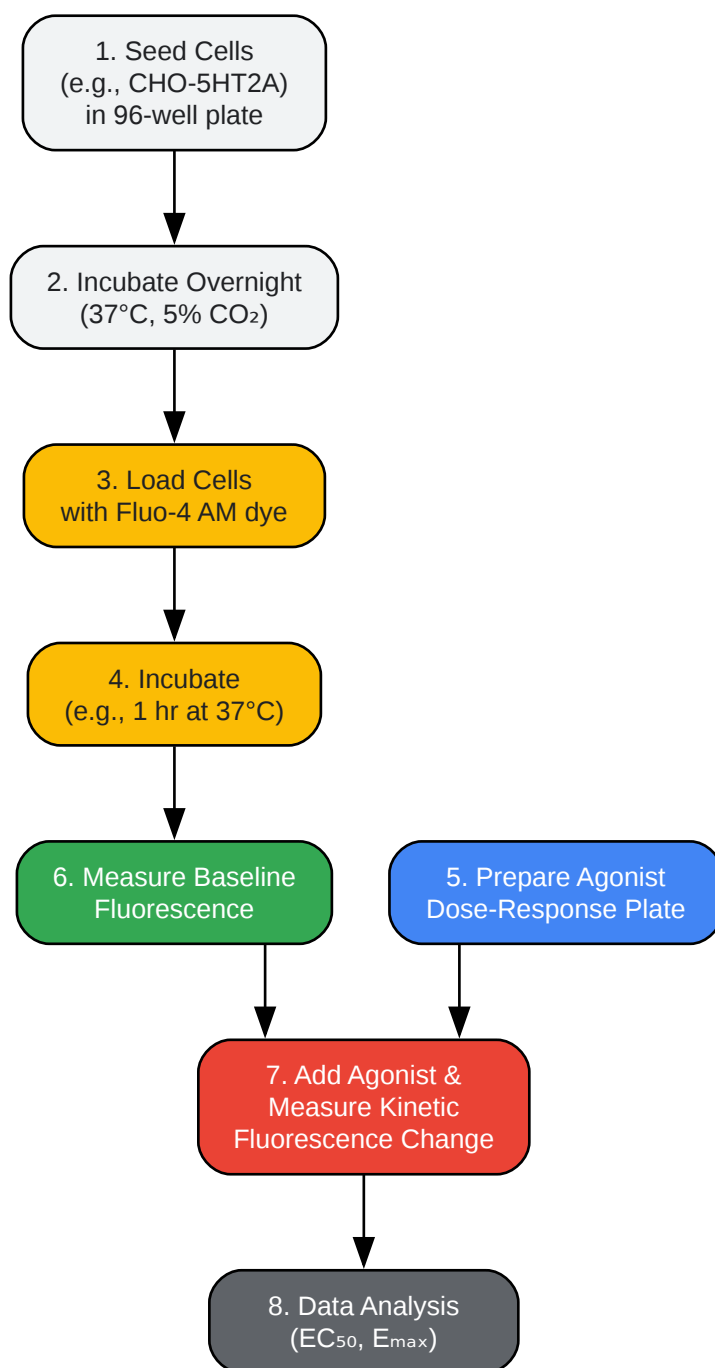 1. Seed Cells
(e.g., CHO-5HT2A)
in 96-well plate
2. Incubate Overnight
(37°C, 5% CO₂)
3. Load Cells
with Fluo-4 AM dye
4. Incubate
(e.g., 1 hr at 37°C)
6. Measure Baseline
Fluorescence
5. Prepare Agonist
Dose-Response Plate
7. Add Agonist &
Measure Kinetic
Fluorescence Change
8. Data Analysis
(EC₅₀, Eₘₐₓ)